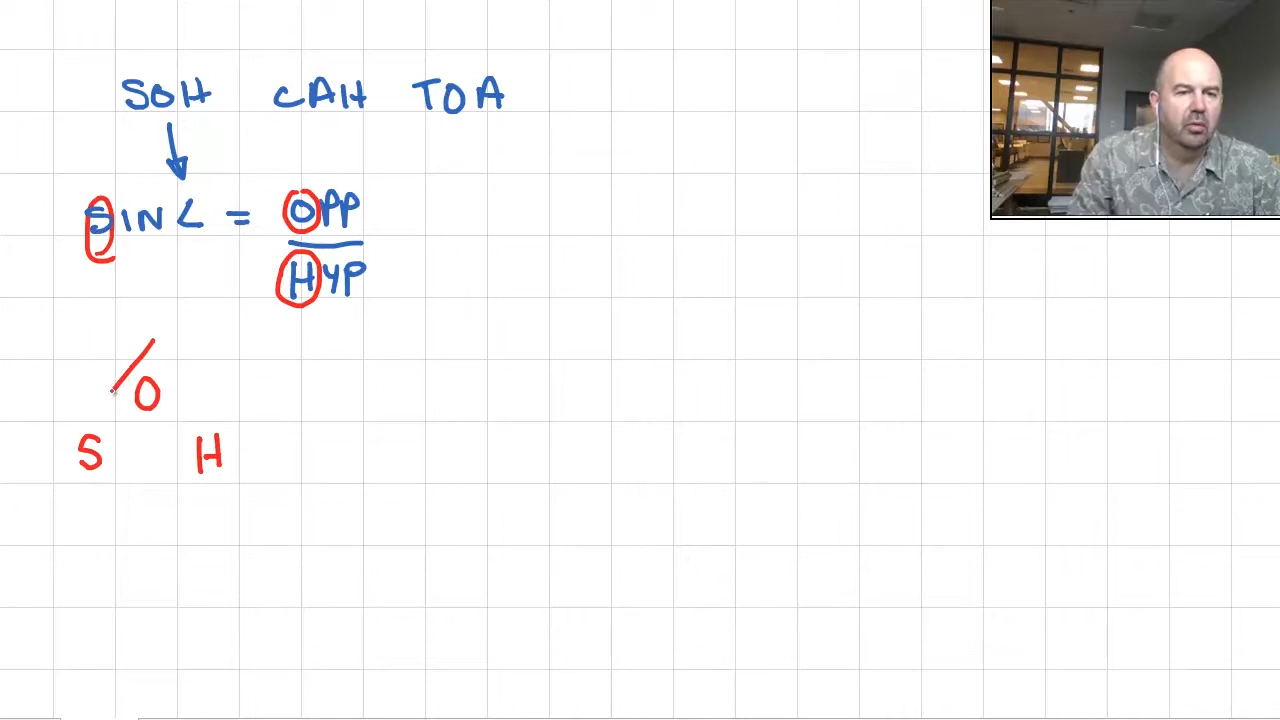 SOH CAH TOA
SIN ∠ = OPP
HYP
O
S H